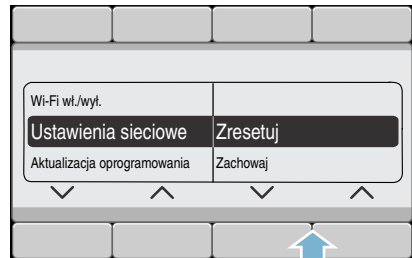 Wi-Fi wł./wył.
Ustawienia sieciowe Zresetuj
Aktualizacja oprogramowania Zachowaj